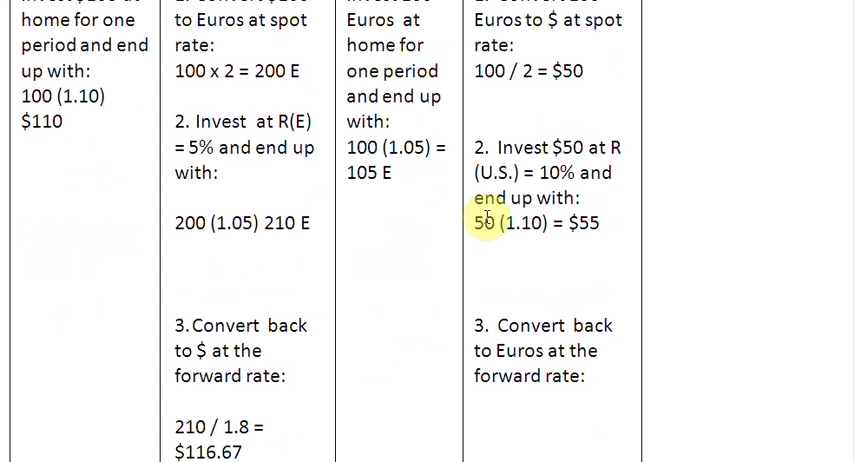 home for one
period and end
up with:
100 (1.10)
$110
to Euros at spot
rate:
100 x 2 = 200 E
2. Invest at R(E)
= 5% and end up
with:
200 (1.05) 210 E
3.Convert back
to $ at the
forward rate:
210 / 1.8 =
$116.67
Euros at
home for
one period
and end up
with:
100 (1.05) =
105 E
Euros to $ at spot
rate:
100 / 2 = $50
2. Invest $50 at R
(U.S.) = 10% and
end up with:
50 (1.10) = $55
3. Convert back
to Euros at the
forward rate: